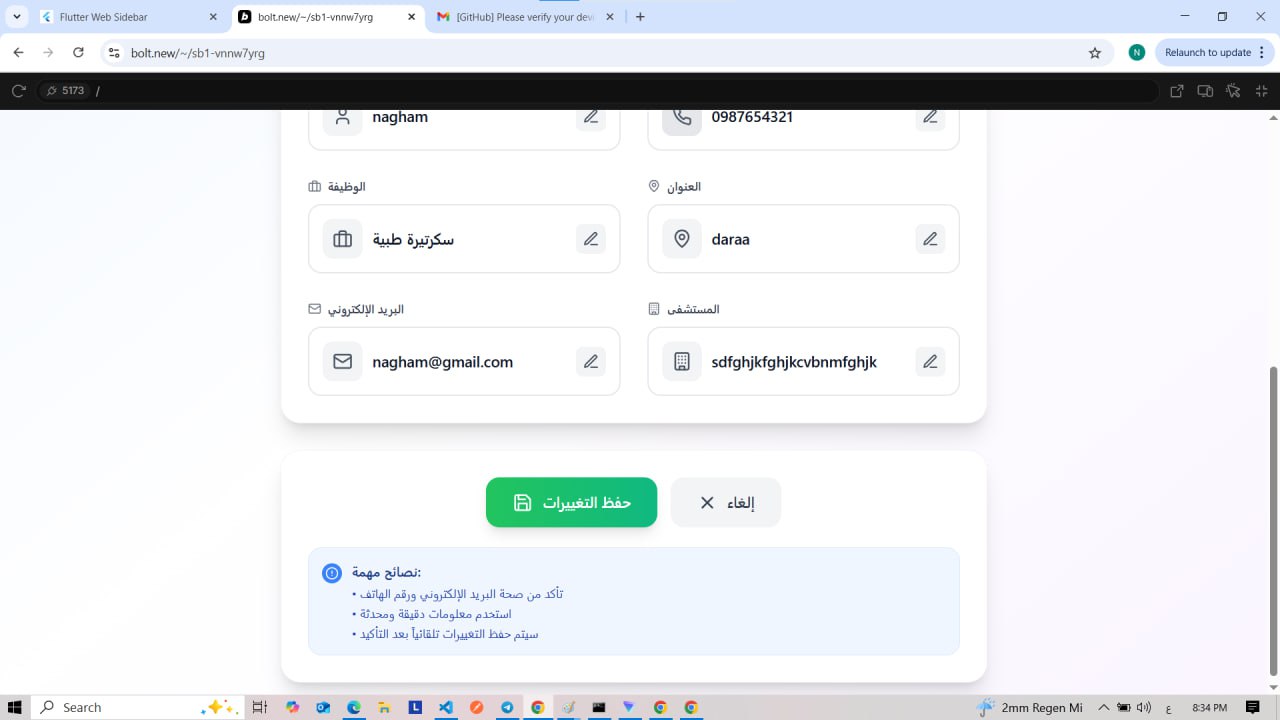 Flutter Web Sidebar
bolt.new/~/sb1-vnnw7yrg
[GitHub] Please verify your devi
bolt.new/~/sb1-vnnw7yrg
N
Relaunch to update
5173 /
nagham
0987654321
الوظيفة
العنوان
سكرتيرة طبية
daraa
البريد الإلكتروني
المستشفى
nagham@gmail.com
sdfghjkfghjkcvbnmfghjk
حفظ التغييرات
إلغاء
نصائح مهمة:
• تأكد من صحة البريد الإلكتروني ورقم الهاتف
• استخدم معلومات دقيقة ومحدثة
• سيتم حفظ التغييرات تلقائياً بعد التأكيد
Search
L
2mm Regen Mi
ع
8:34 PM